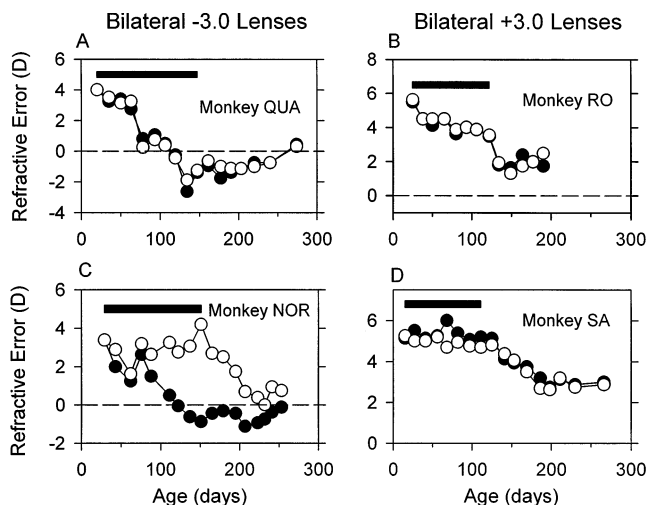 Bilateral -3.0 Lenses
Bilateral +3.0 Lenses
A
Refractive Error (D)
6
4
2
0
-2
-4
0
100
200
300
Monkey QUA
B
8
6
4
2
0
0
100
200
300
Monkey RO
C
Refractive Error (D)
6
4
2
0
-2
0
100
200
300
Monkey NOR
Age (days)
D
6
4
2
0
0
100
200
300
Monkey SA
Age (days)